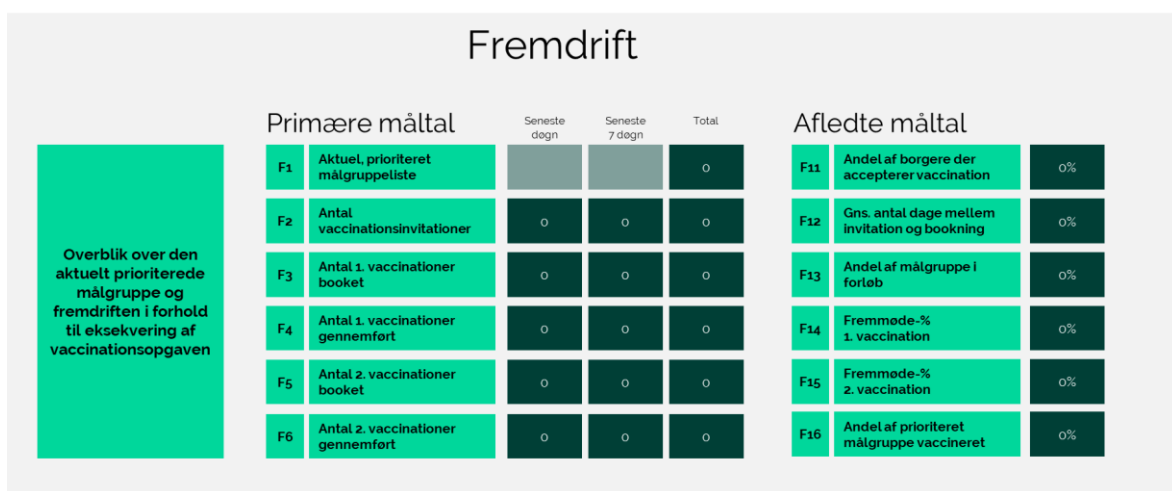 Fremdrift
Primære måltal
Seneste
døgn
Seneste
7 døgn
Total
Afledte måltal
Overblik over den
aktuelt prioriterede
målgruppe og
fremdriften i forhold
til eksekvering af
vaccinationsopgaven
F1
Aktuel, prioriteret
målgruppeliste
0
F2
Antal
vaccinationsinvitationer
0
0
0
F3
Antal 1. vaccinationer
booket
0
0
0
F4
Antal 1. vaccinationer
gennemført
0
0
0
F5
Antal 2. vaccinationer
booket
0
0
0
F6
Antal 2. vaccinationer
gennemført
0
0
0
F11
Andel af borgere der
accepterer vaccination
0%
F12
Gns. antal dage mellem
invitation og bookning
0%
F13
Andel af målgruppe i
forløb
0%
F14
Fremmøde-%
1. vaccination
0%
F15
Fremmøde-%
2. vaccination
0%
F16
Andel af prioriteret
målgruppe vaccineret
0%